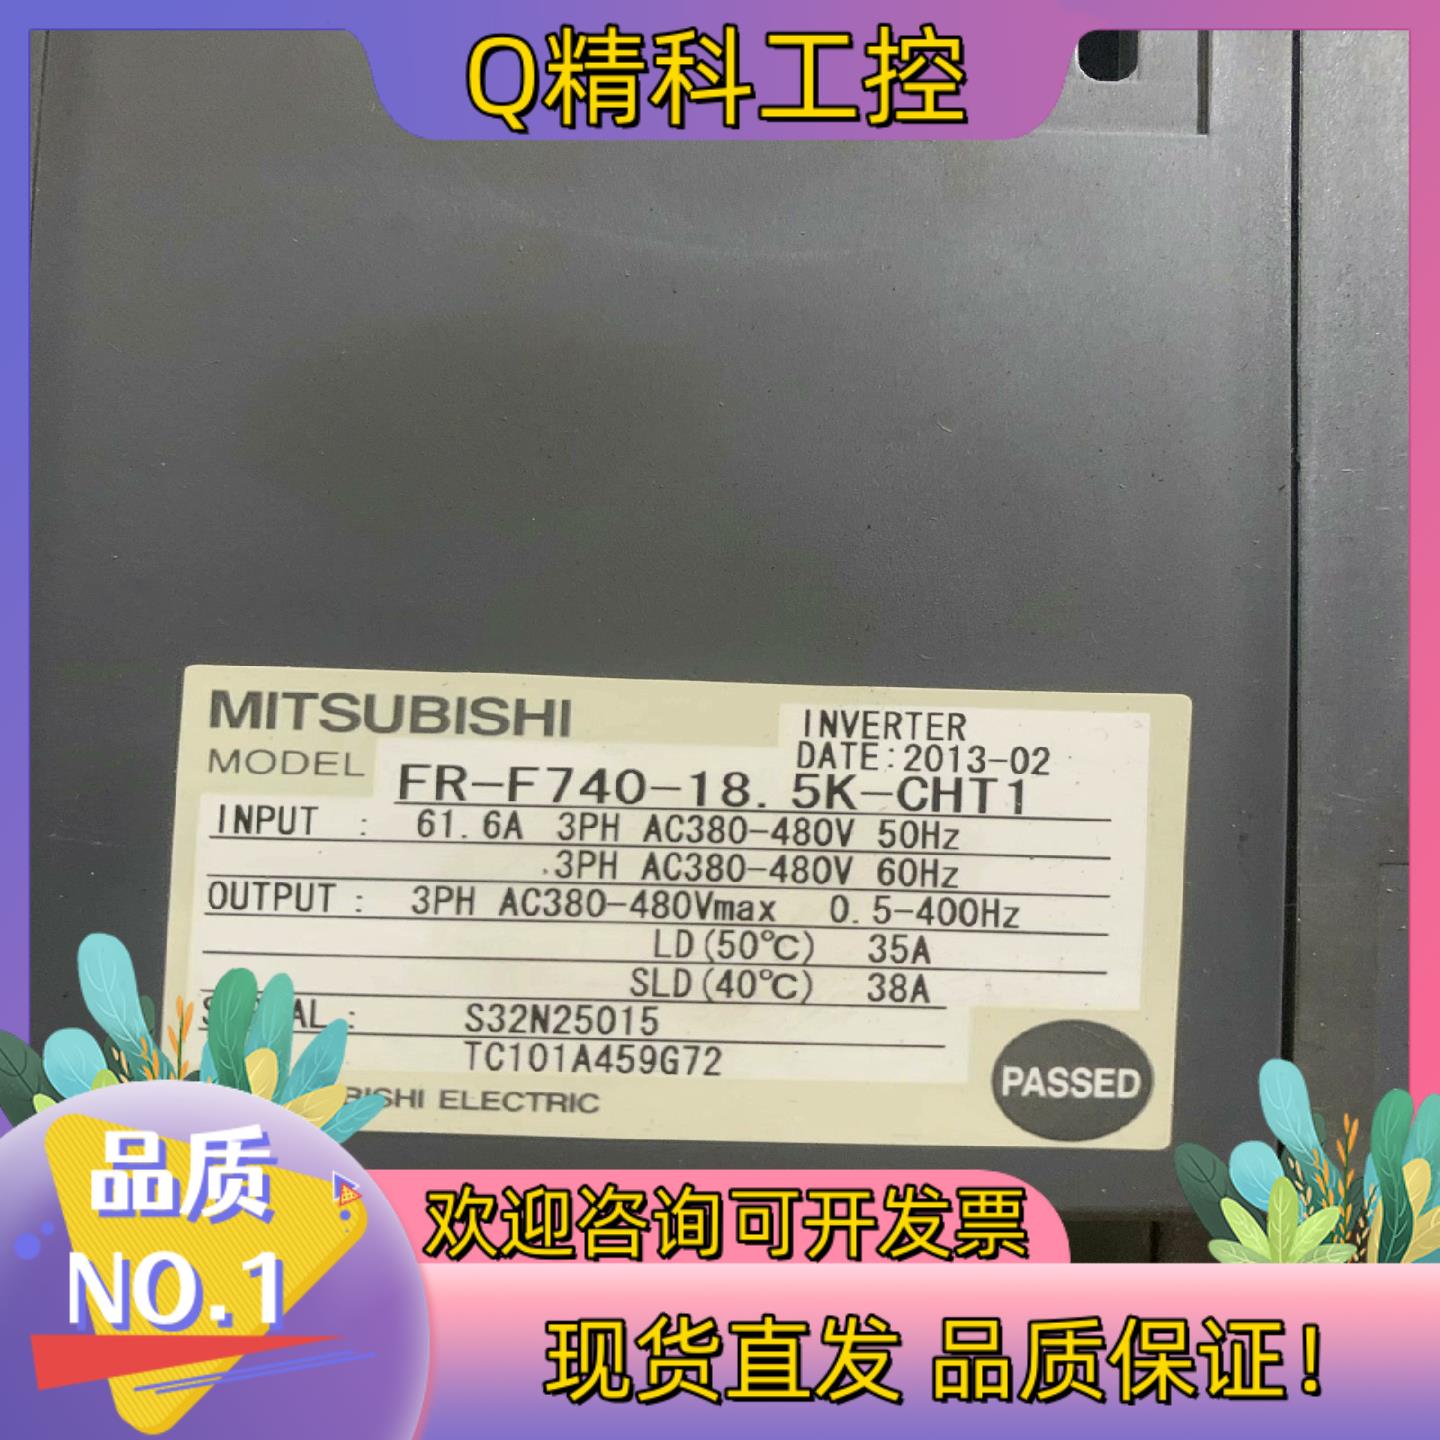 Q精科工控
MITSUBISHI
INVERTER
MODEL
DATE:2013-02
FR-F740-18.5K-CHT1
INPUT : 61.6A 3PH AC380-480V 50Hz
3PH AC380-480V 60Hz
OUTPUT : 3PH AC380-480Vmax 0.5-400Hz
LD(50℃) 35A
SLD(40℃) 38A
S32N25015
TC101A459G72
PASSED
ELECTRIC
品质
NO.1
欢迎咨询可开发票
现货直发 品质保证!